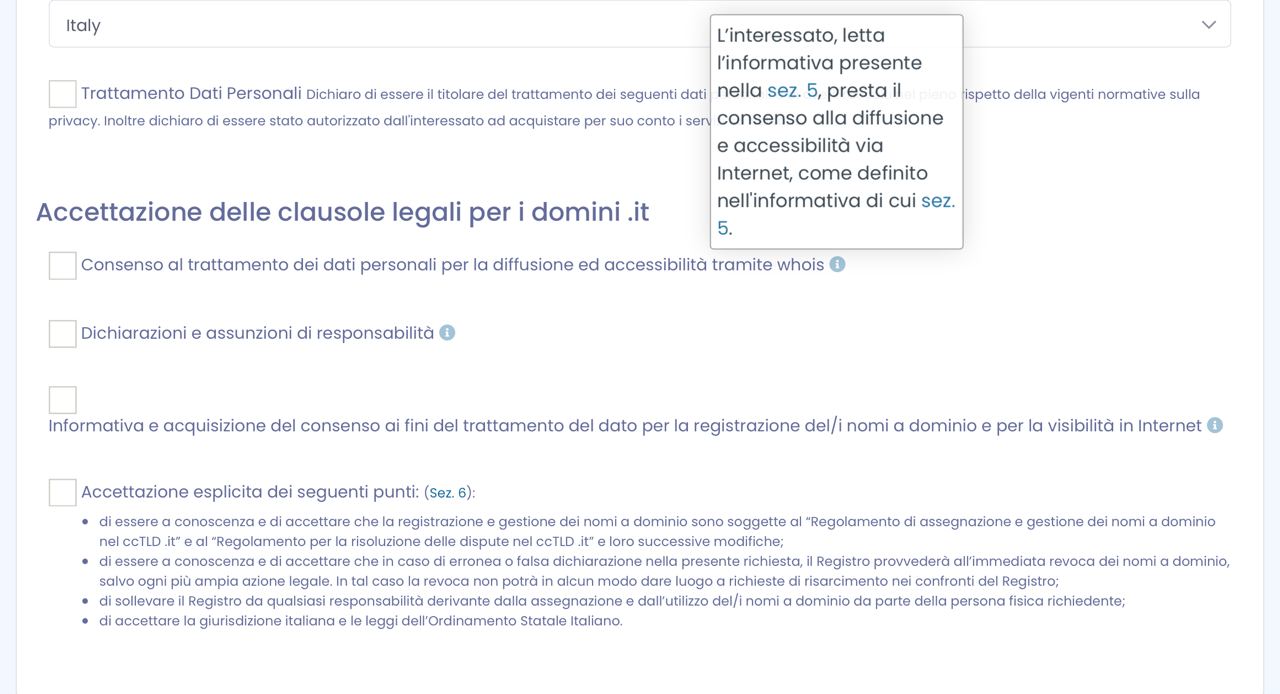 Italy
L’interessato, letta
l’informativa presente
nella sez. 5, presta il
consenso alla diffusione
e accessibilità via
Internet, come definito
nell'informativa di cui sez.
5.
Trattamento Dati Personali Dichiaro di essere il titolare del trattamento dei seguenti dati pieno rispetto della vigenti normative sulla
privacy. Inoltre dichiaro di essere stato autorizzato dall'interessato ad acquistare per suo conto i
Accettazione delle clausole legali per i domini .it
Consenso al trattamento dei dati personali per la diffusione ed accessibilità tramite whois
Dichiarazioni e assunzioni di responsabilità
Informativa e acquisizione del consenso ai fini del trattamento del dato per la registrazione del/i nomi a dominio e per la visibilità in Internet
Accettazione esplicita dei seguenti punti: (Sez. 6):
di essere a conoscenza e di accettare che la registrazione e gestione dei nomi a dominio sono soggette al “Regolamento di assegnazione e gestione dei nomi a dominio
nel ccTLD .it” e al “Regolamento per la risoluzione delle dispute nel ccTLD .it” e loro successive modifiche;
di essere a conoscenza e di accettare che in caso di erronea o falsa dichiarazione nella presente richiesta, il Registro provvederà all’immediata revoca dei nomi a dominio,
salvo ogni più ampia azione legale. In tal caso la revoca non potrà in alcun modo dare luogo a richieste di risarcimento nei confronti del Registro;
di sollevare il Registro da qualsiasi responsabilità derivante dalla assegnazione e dall’utilizzo del/i nomi a dominio da parte della persona fisica richiedente;
di accettare la giurisdizione italiana e le leggi dell’Ordinamento Statale Italiano.